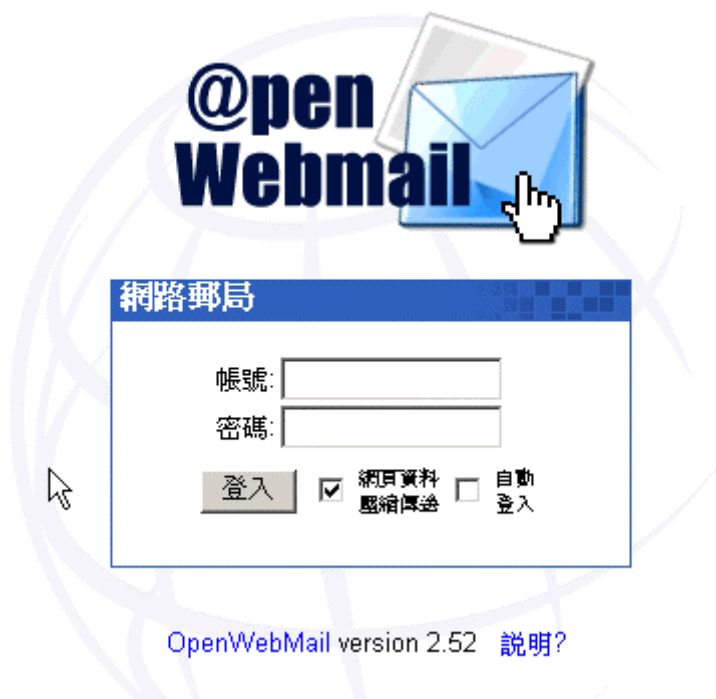 @pen
Webmail
網路郵局
帳號:
密碼:
登入
網頁資料
壓縮傳送
自動
登入
OpenWebMail version 2.52 說明?